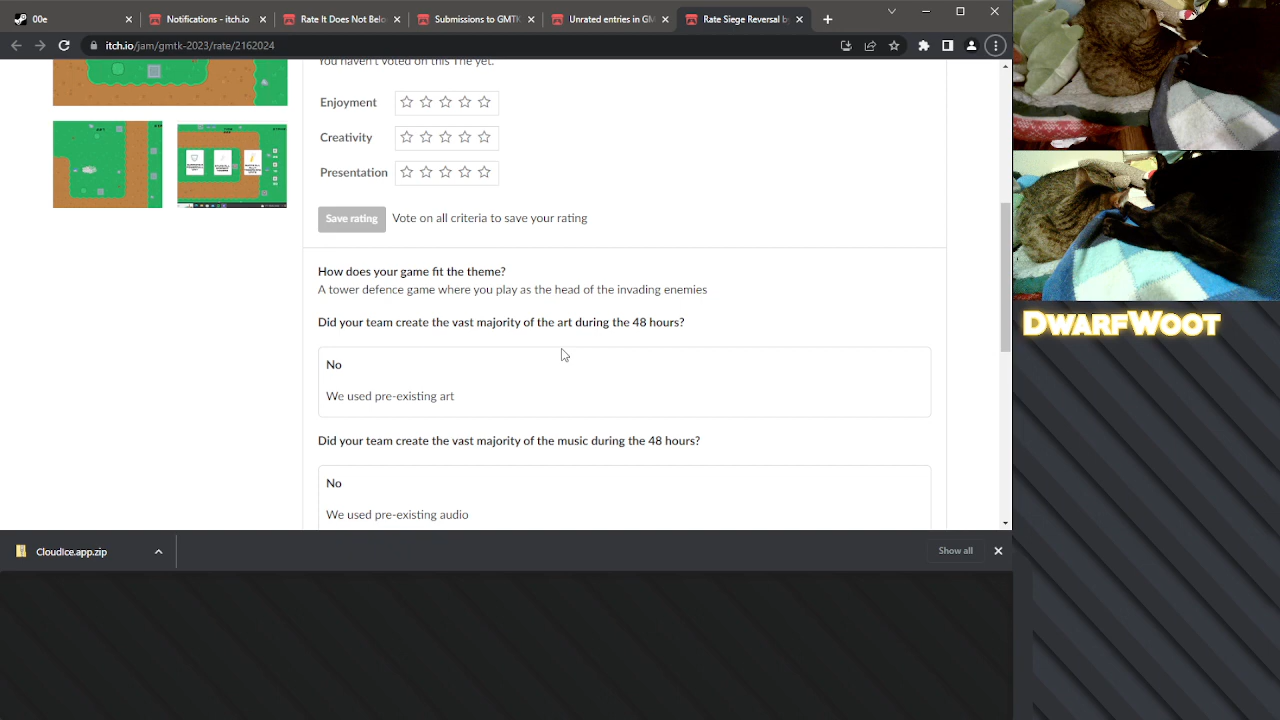 00e
Notifications - itch.io
Rate It Does Not Belo
Submissions to GMTK
Unrated entries in GM
Rate Siege Reversal b
itch.io/jam/gmtk-2023/rate/2162024
You haven't voted on this The yet.
Enjoyment
Creativity
Presentation
Save rating
Vote on all criteria to save your rating
How does your game fit the theme?
A tower defence game where you play as the head of the invading enemies
Did your team create the vast majority of the art during the 48 hours?
No
We used pre-existing art
Did your team create the vast majority of the music during the 48 hours?
No
We used pre-existing audio
CloudIce.app.zip
Show all
DwarfWoot